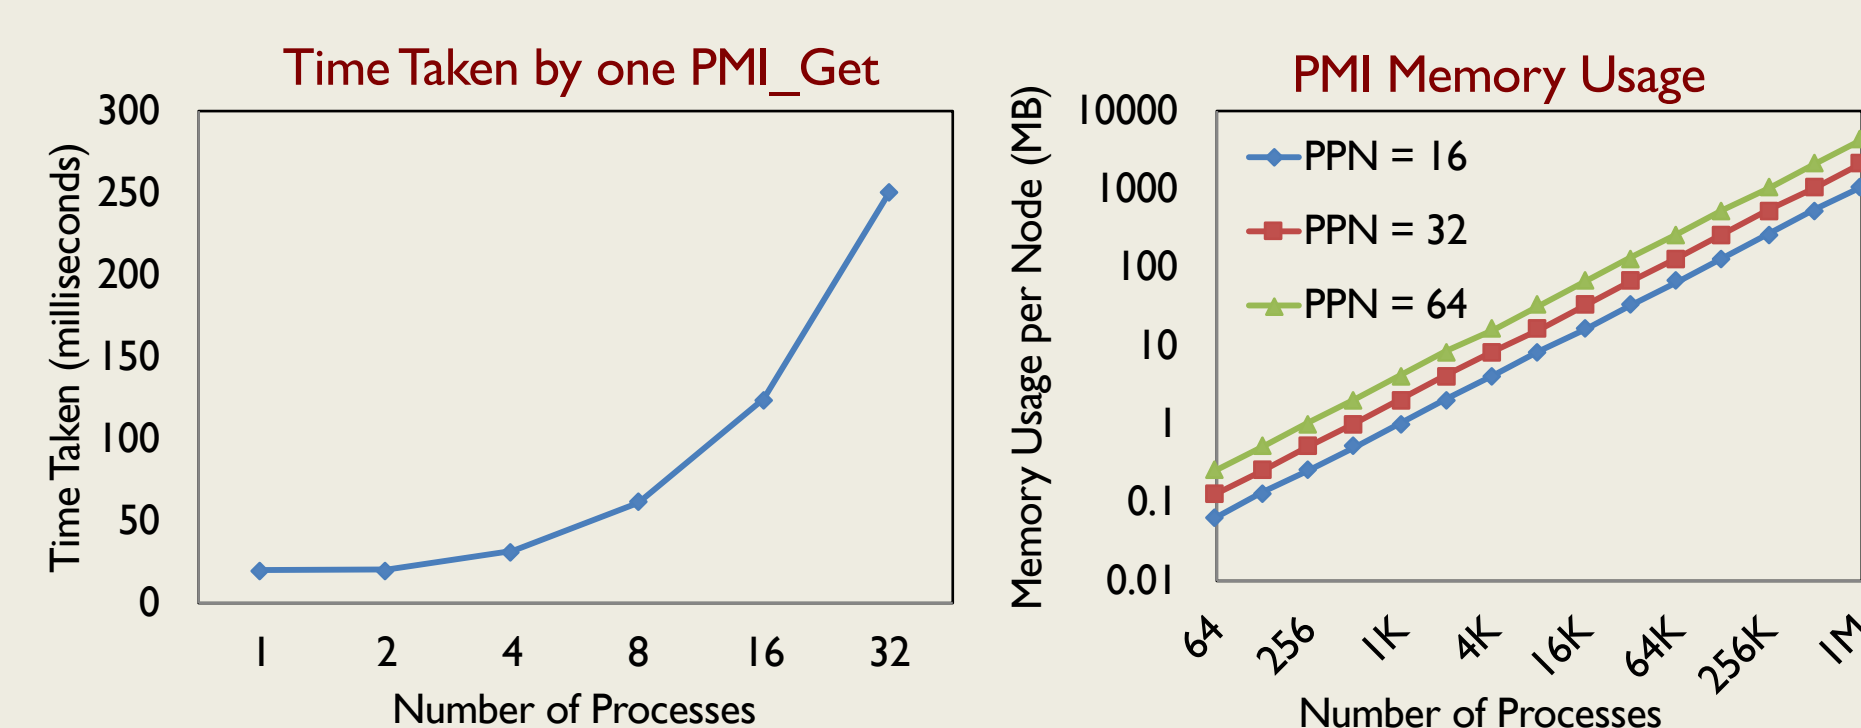 Time Taken by one PMI_Get
Time Taken (milliseconds)
300
250
200
150
100
50
0
1 2 4 8 16 32
Number of Processes
PMI Memory Usage
Memory Usage per Node (MB)
10000
1000
100
10
1
0.1
0.01
PPN = 16
PPN = 32
PPN = 64
64 256 1K 4K 16K 64K 256K 1M
Number of Processes